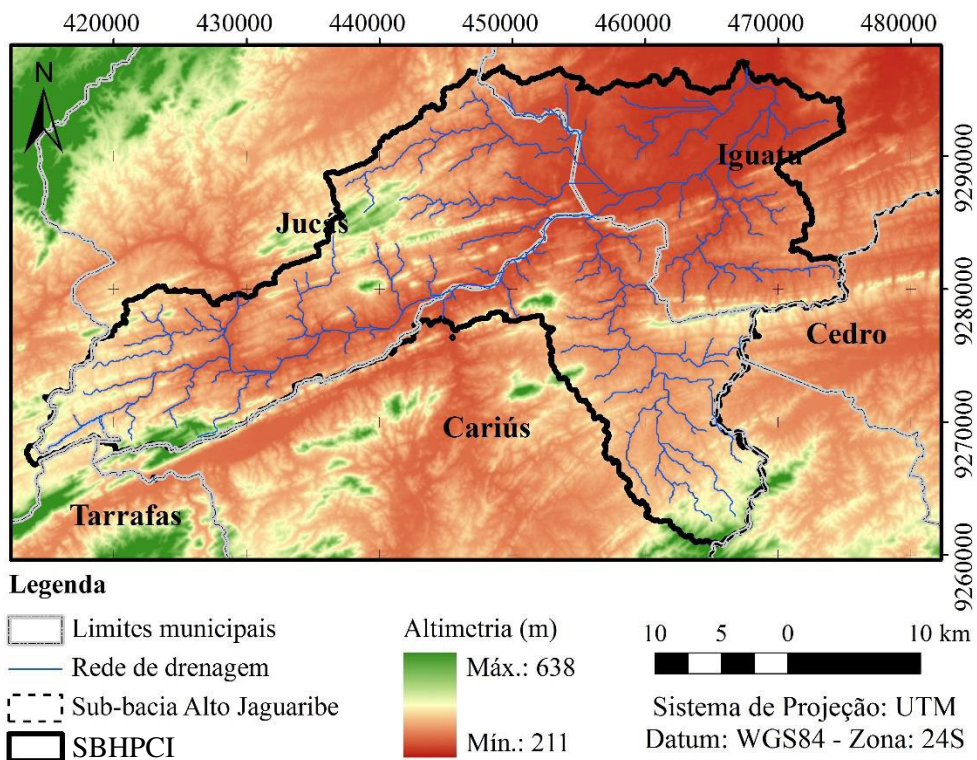 420000 430000 440000 450000 460000 470000 480000
N
9290000
Iguatu
Jucás
9280000
Cedro
9270000
Cariús
Tarrafas
9260000
Legenda
Limites municipais
Rede de drenagem
Sub-bacia Alto Jaguaribe
SBHPCI
Altimetria (m)
Máx.: 638
Mín.: 211
10 5 0 10 km
Sistema de Projeção: UTM
Datum: WGS84 - Zona: 24S